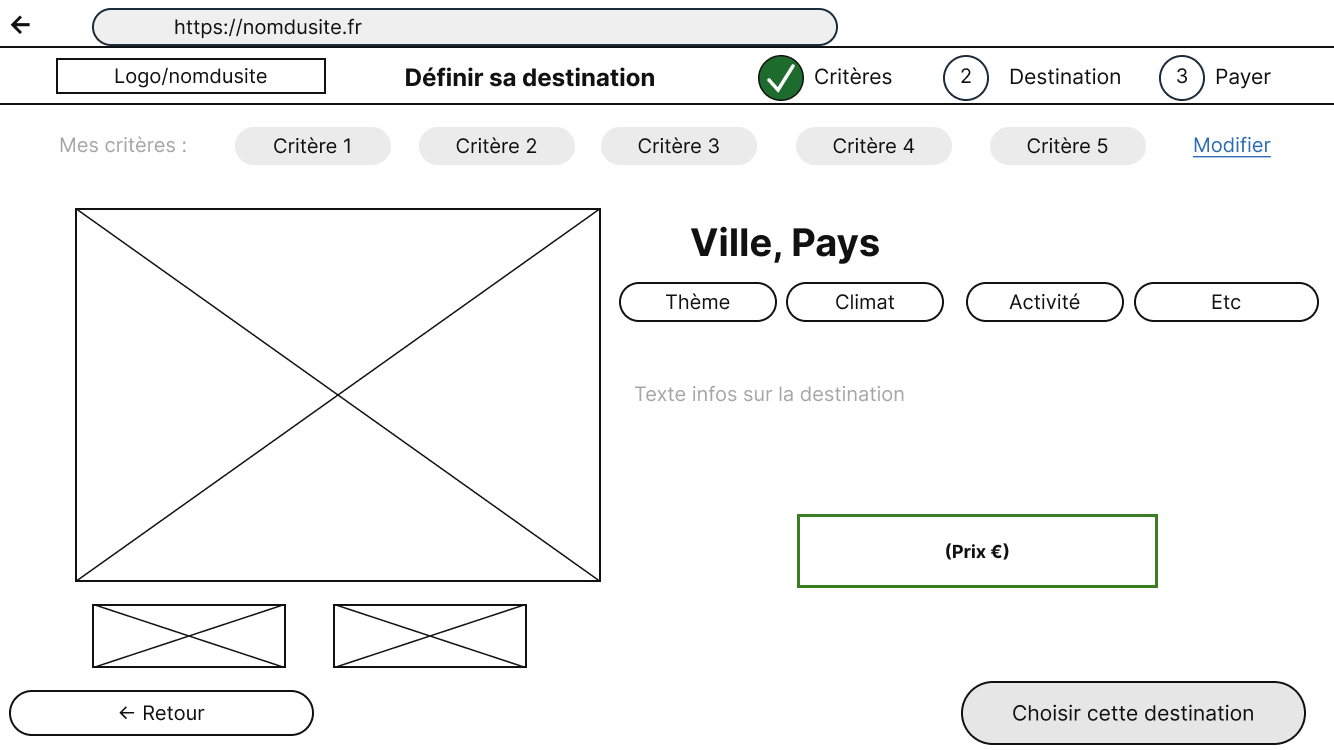 https://nomdusite.fr
Logo/nomdusite
Définir sa destination
Critères
2
Destination
3
Payer
Mes critères :
Critère 1
Critère 2
Critère 3
Critère 4
Critère 5
Modifier
Ville, Pays
Thème
Climat
Activité
Etc
Texte infos sur la destination
(Prix €)
← Retour
Choisir cette destination